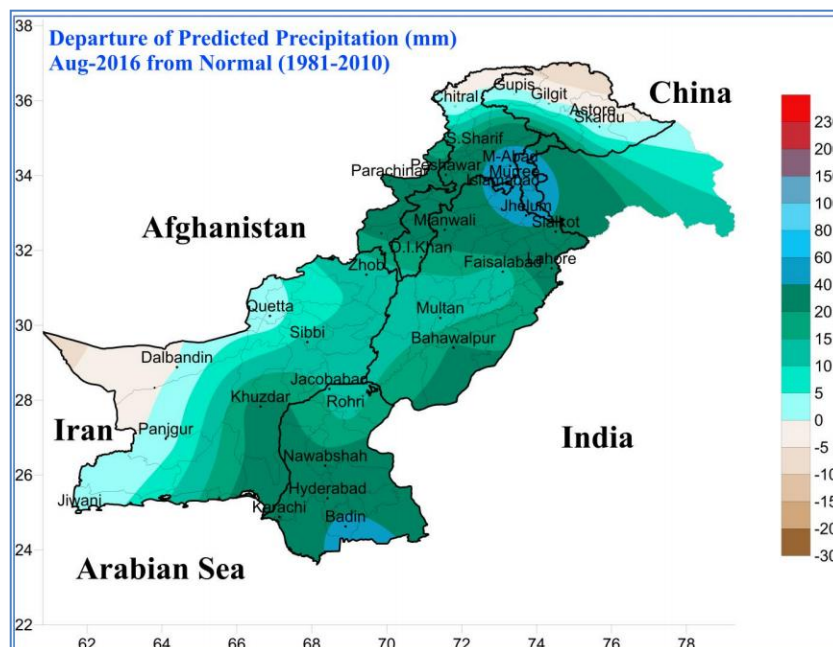 Departure of Predicted Precipitation (mm)
Aug-2016 from Normal (1981-2010)
38
36
34
32
30
28
26
24
22
62
64
66
68
70
72
74
76
78
China
Afghanistan
Iran
India
Arabian Sea
Gupis
Chitral
Gilgit
Astore
Skardu
S.Sharif
Peshawar
M-Abad
Parachinar
Murree
Islamabad
Jhelum
Mianwali
Sialkot
D.I.Khan
Lahore
Zhob
Faisalabad
Quetta
Multan
Sibbi
Bahawalpur
Dalbandin
Jacobabad
Khuzdar
Rohri
Panjgur
Nawabshah
Hyderabad
Jiwani
Karachi
Badin
230
200
160
120
80
60
40
20
15
10
5
0
-5
-10
-15
-20
-30